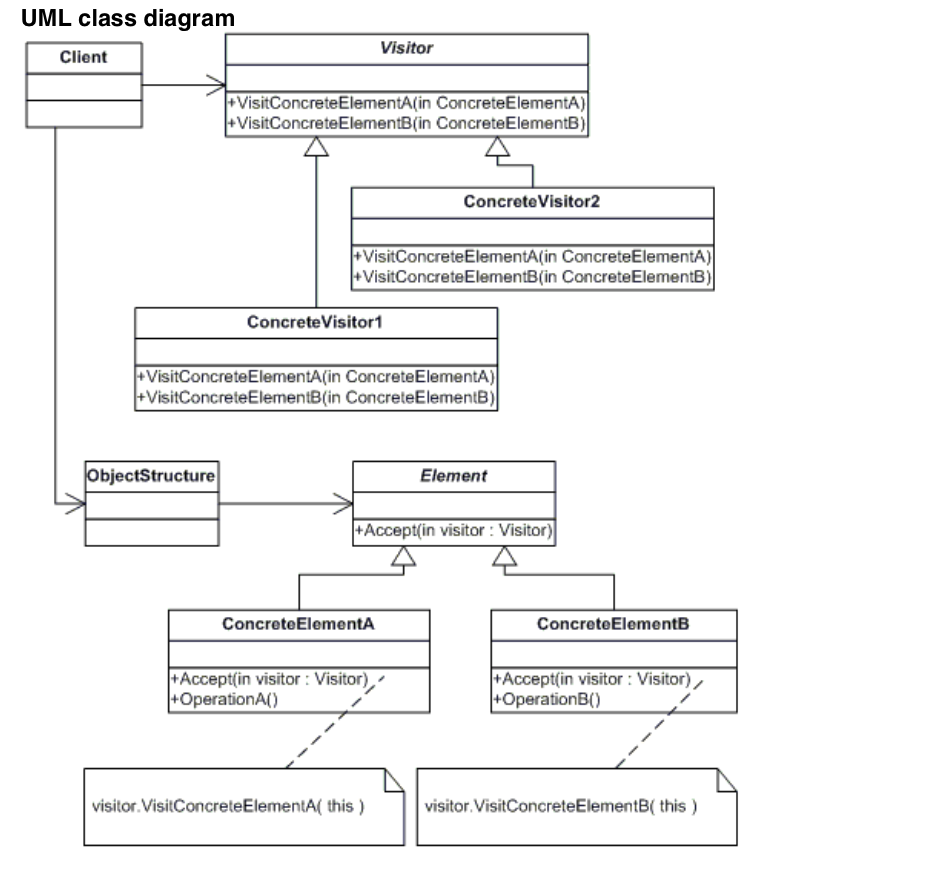 UML class diagram
Client
Visitor
+VisitConcreteElementA(in ConcreteElementA)
+VisitConcreteElementB(in ConcreteElementB)
ConcreteVisitor2
+VisitConcreteElementA(in ConcreteElementA)
+VisitConcreteElementB(in ConcreteElementB)
ConcreteVisitor1
+VisitConcreteElementA(in ConcreteElementA)
+VisitConcreteElementB(in ConcreteElementB)
ObjectStructure
Element
+Accept(in visitor : Visitor)
ConcreteElementA
+Accept(in visitor : Visitor)
+OperationA()
ConcreteElementB
+Accept(in visitor : Visitor)
+OperationB()
visitor.VisitConcreteElementA( this )
visitor.VisitConcreteElementB( this )